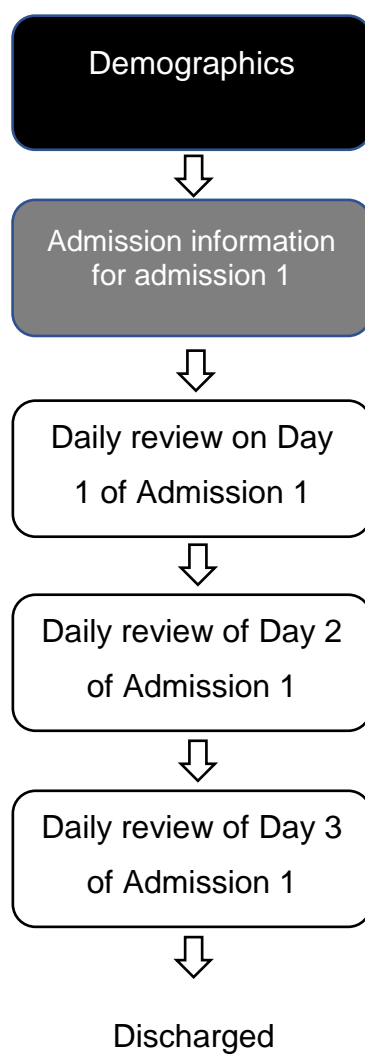 Demographics
Admission information
for admission 1
Daily review on Day
1 of Admission 1
Daily review of Day 2
of Admission 1
Daily review of Day 3
of Admission 1
Discharged